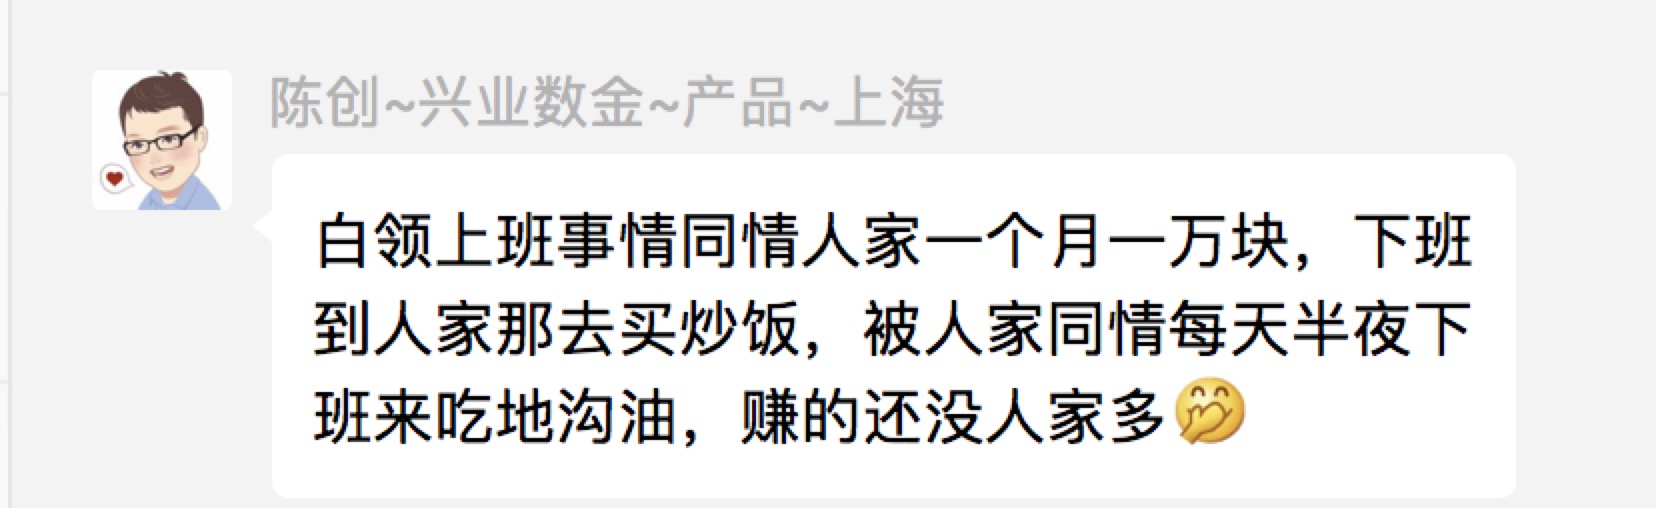 陈创~兴业数金~产品~上海
白领上班事情同情人家一个月一万块，下班
到人家那去买炒饭，被人家同情每天半夜下
班来吃地沟油，赚的还没人家多🤭